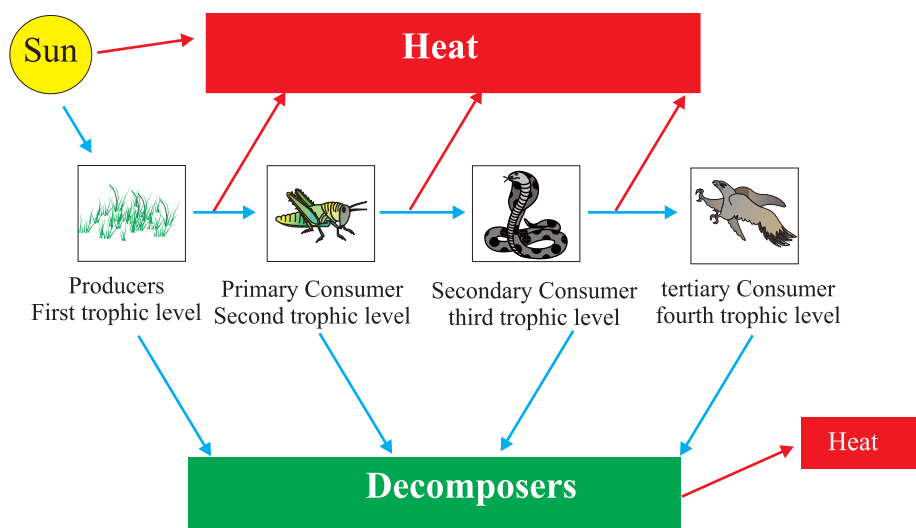 Sun
Heat
Producers
First trophic level
Primary Consumer
Second trophic level
Secondary Consumer
third trophic level
tertiary Consumer
fourth trophic level
Heat
Decomposers